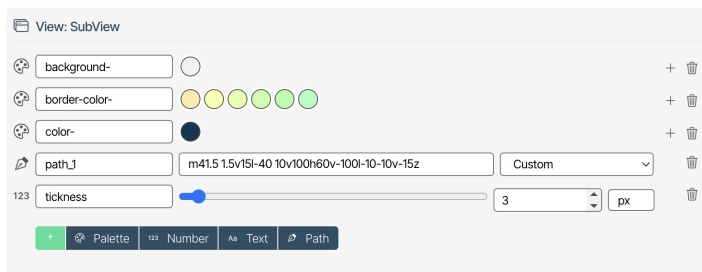 View: SubView
background-
border-color-
color-
path_1 m41.5 1.5v15l-40 10v100h60v-100l-10-10v-15z Custom
123 tickness 3 px
+ Palette 123 Number Aa Text Path